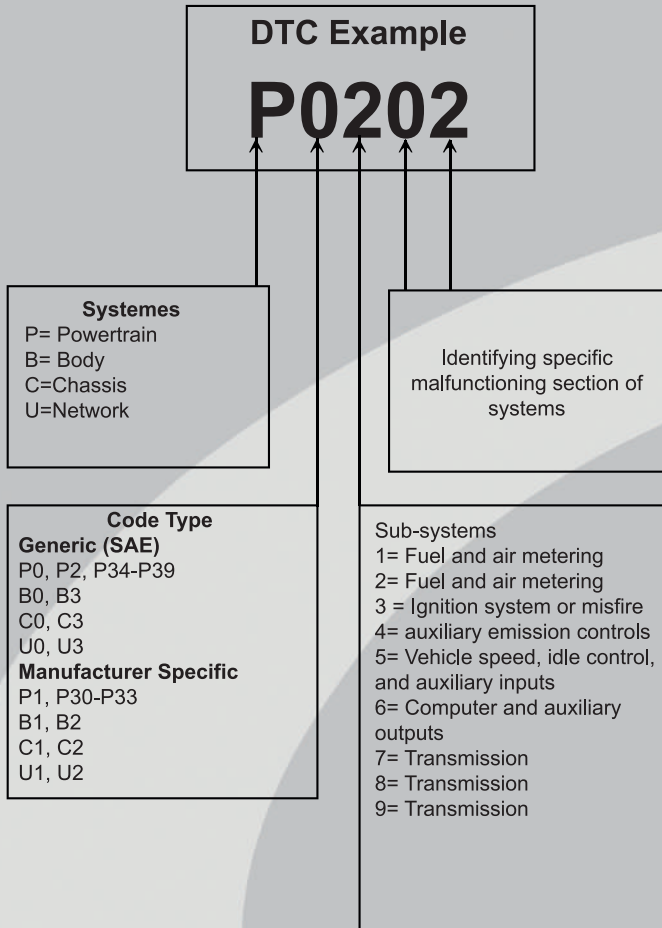 DTC Example
P0202
Systemes
P= Powertrain
B= Body
C=Chassis
U=Network
Identifying specific
malfunctioning section of
systems
Code Type
Generic (SAE)
P0, P2, P34-P39
B0, B3
C0, C3
U0, U3
Manufacturer Specific
P1, P30-P33
B1, B2
C1, C2
U1, U2
Sub-systems
1= Fuel and air metering
2= Fuel and air metering
3 = Ignition system or misfire
4= auxiliary emission controls
5= Vehicle speed, idle control,
and auxiliary inputs
6= Computer and auxiliary
outputs
7= Transmission
8= Transmission
9= Transmission